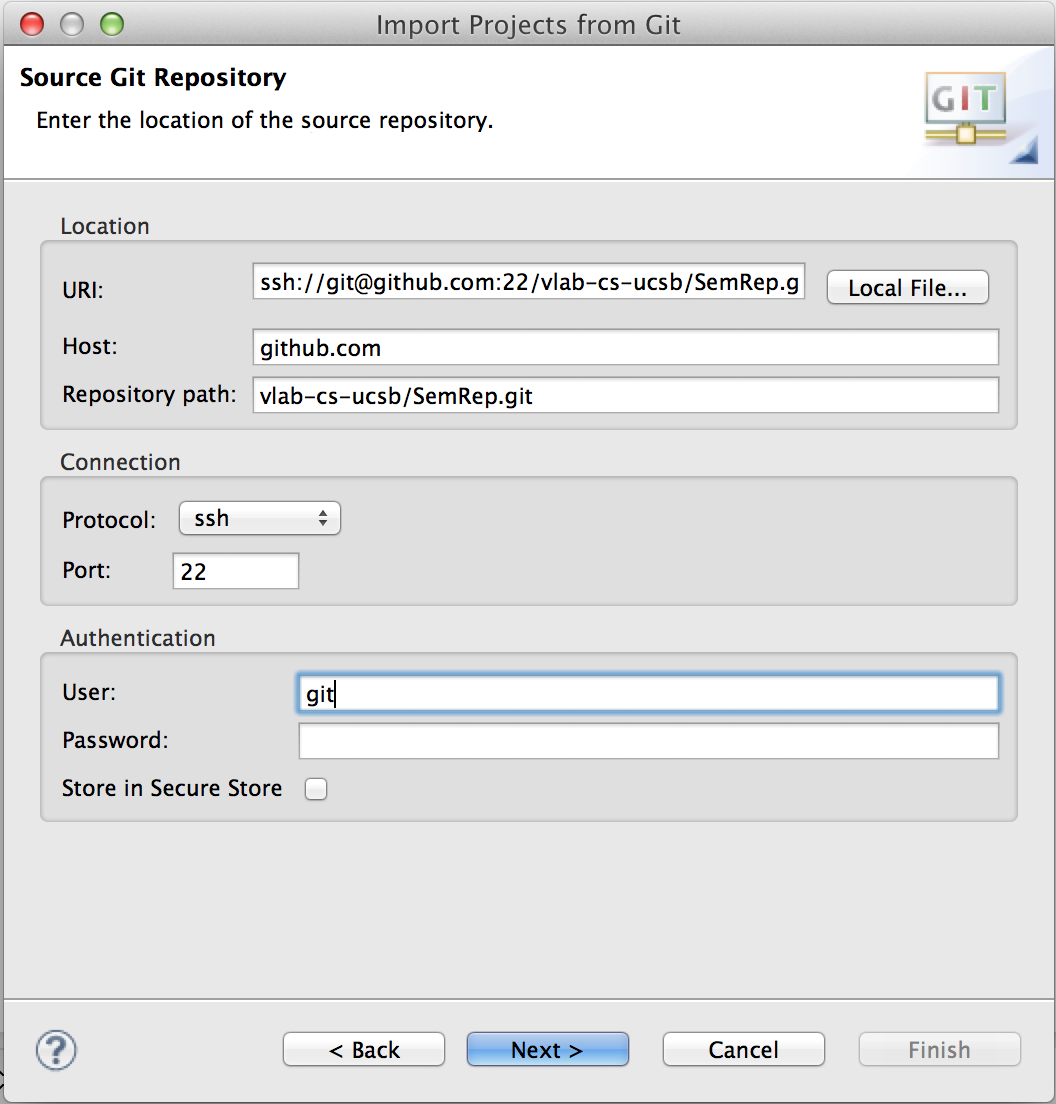 Import Projects from Git
Source Git Repository
Enter the location of the source repository.
GIT
Location
URI: ssh://git@github.com:22/vlab-cs-ucsb/SemRep.g Local File...
Host: github.com
Repository path: vlab-cs-ucsb/SemRep.git
Connection
Protocol: ssh
Port: 22
Authentication
User: git
Password:
Store in Secure Store
? < Back Next > Cancel Finish